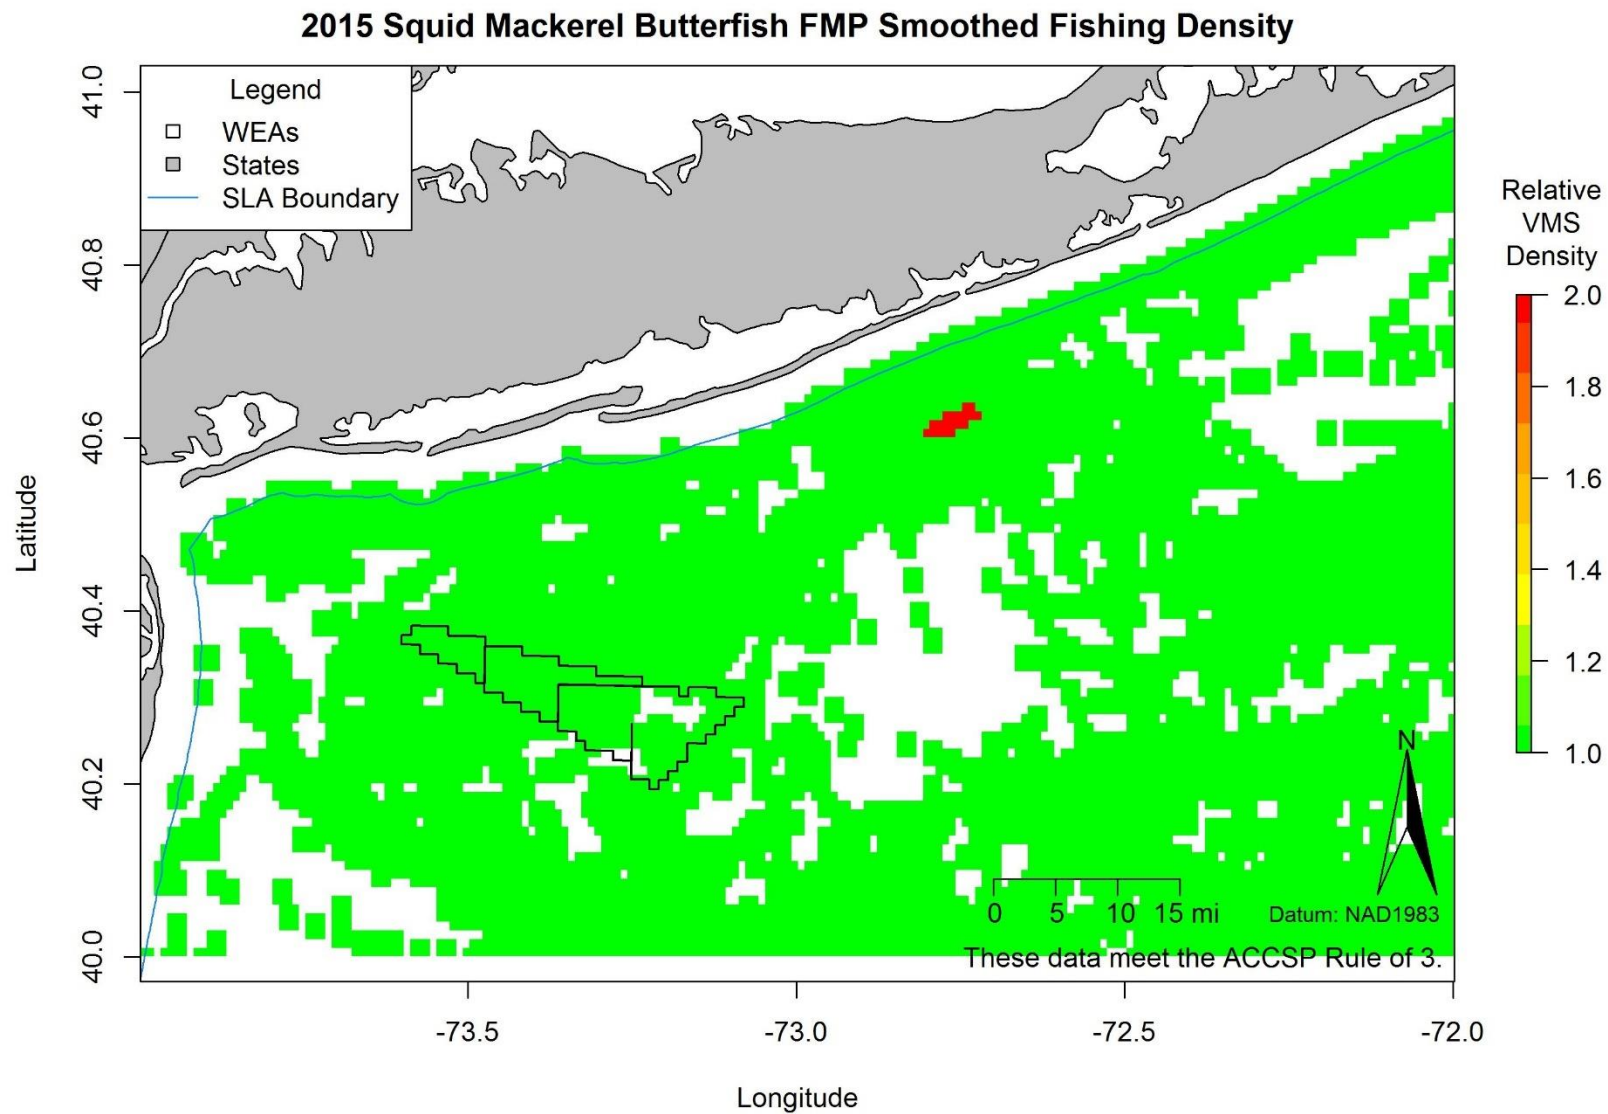 2015 Squid Mackerel Butterfish FMP Smoothed Fishing Density
Legend
WEAs
States
SLA Boundary
41.0
40.8
40.6
40.4
40.2
40.0
Latitude
Relative
VMS
Density
2.0
1.8
1.6
1.4
1.2
1.0
N
0 5 10 15 mi
Datum: NAD1983
These data meet the ACCSP Rule of 3.
-73.5 -73.0 -72.5 -72.0
Longitude